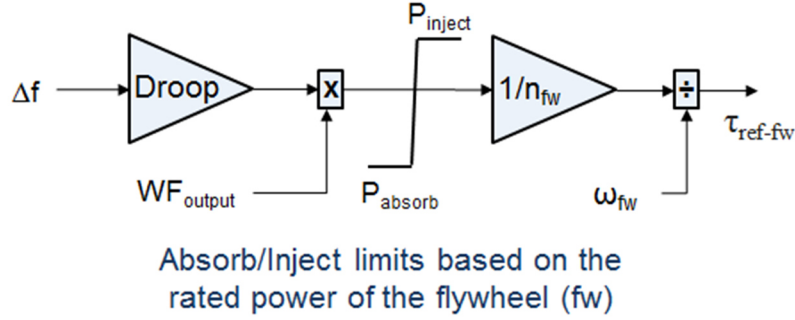 P_inject
Δf Droop x 1/n_fw ÷ τ_ref-fw
WF_output P_absorb ω_fw
Absorb/Inject limits based on the
rated power of the flywheel (fw)